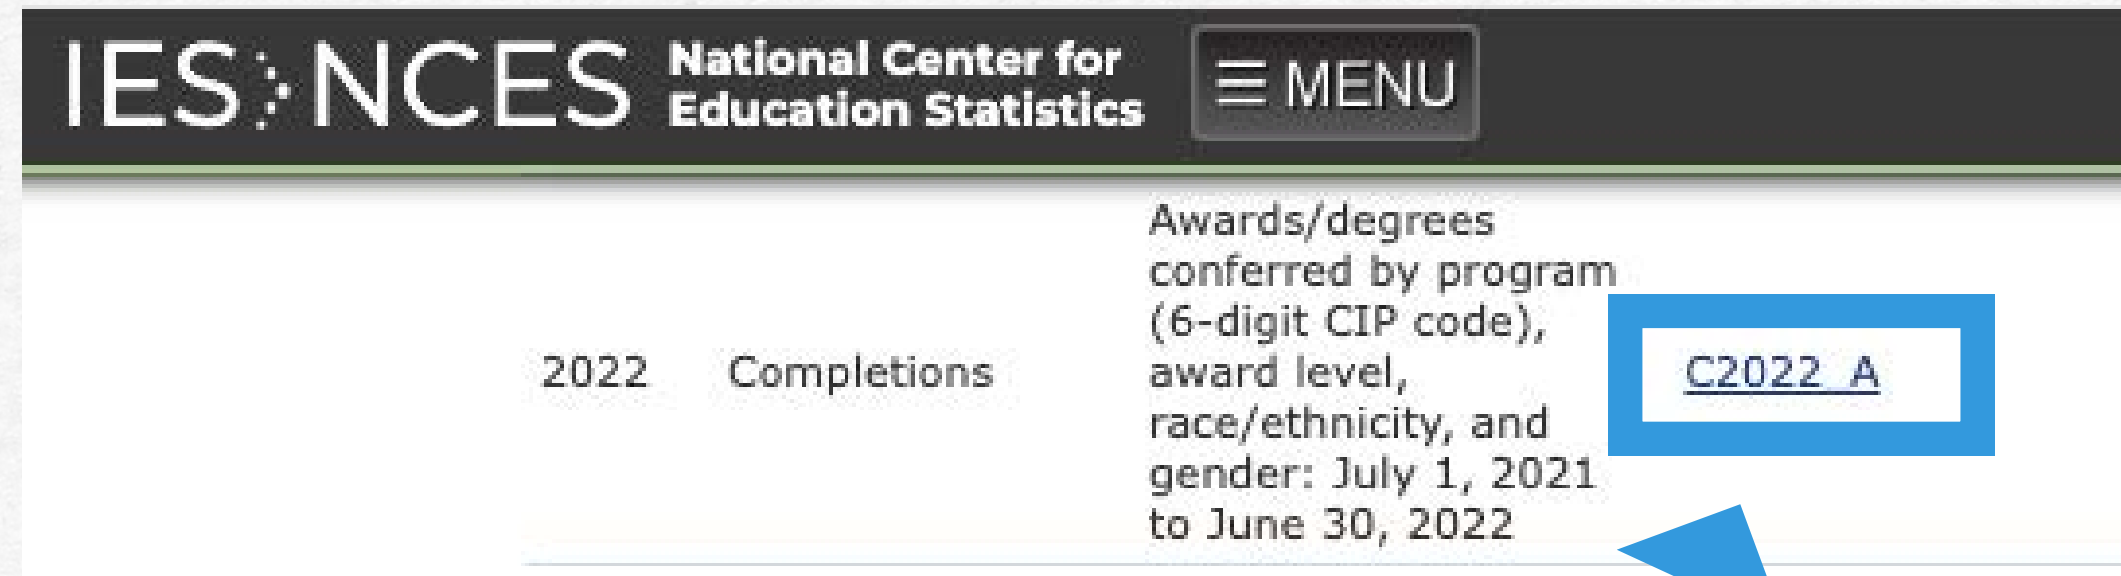 IES NCES National Center for Education Statistics ☰ MENU
Awards/degrees
conferred by program
(6-digit CIP code),
2022 Completions award level, C2022_A
race/ethnicity, and
gender: July 1, 2021
to June 30, 2022